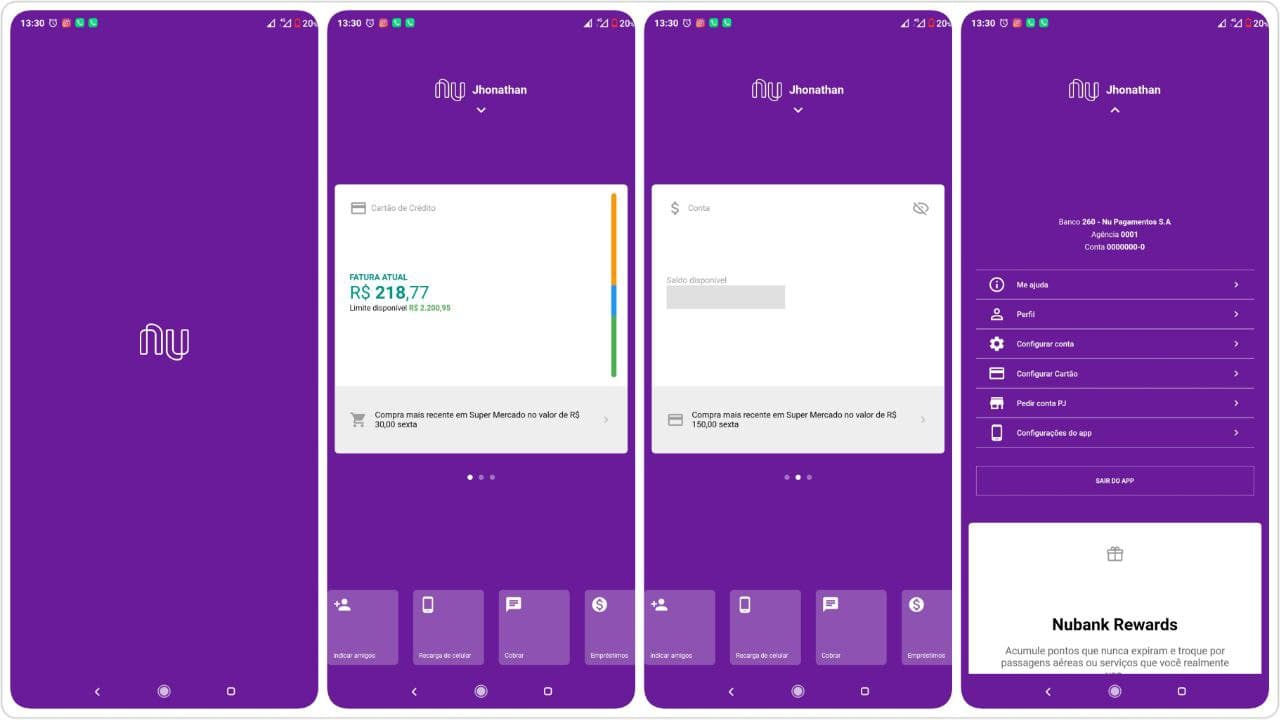 13:30
20%
nu
13:30
20%
nu Jhonathan
Cartão de Crédito
FATURA ATUAL
R$ 218,77
Limite disponível R$ 2.200,95
Compra mais recente em Super Mercado no valor de R$
30,00 sexta
Indicar amigos
Recarga de celular
Cobrar
Empréstimos
13:30
20%
nu Jhonathan
Conta
Saldo disponível
Compra mais recente em Super Mercado no valor de R$
150,00 sexta
Indicar amigos
Recarga de celular
Cobrar
Empréstimos
13:30
20%
nu Jhonathan
Banco 260 - Nu Pagamentos S.A
Agência 0001
Conta 0000000-0
Me ajuda
Perfil
Configurar conta
Configurar Cartão
Pedir conta PJ
Configurações do app
SAIR DO APP
Nubank Rewards
Acumule pontos que nunca expiram e troque por
passagens aéreas ou serviços que você realmente